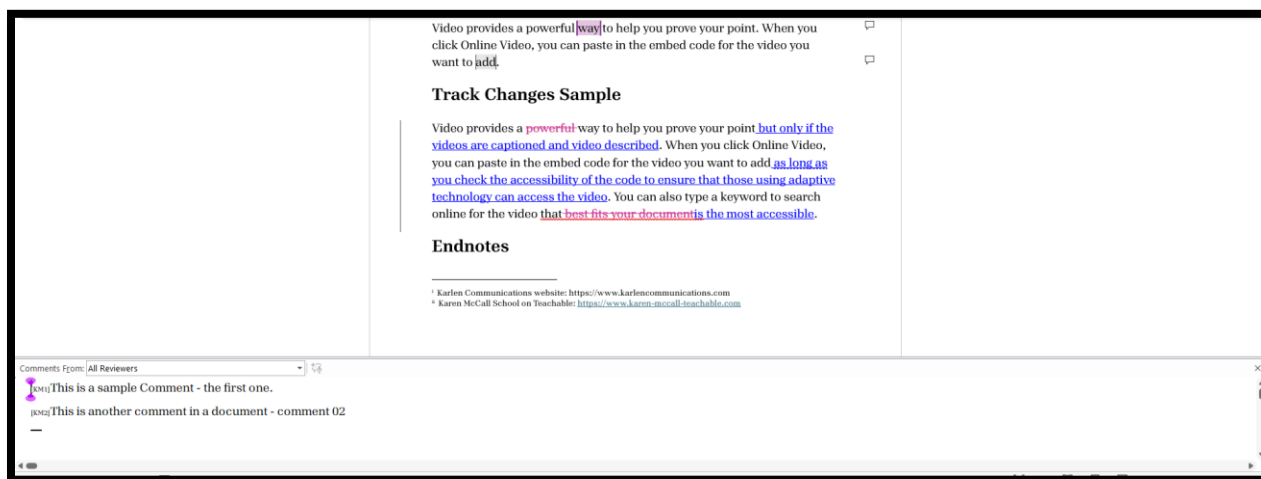 Video provides a powerful way to help you prove your point. When you
click Online Video, you can paste in the embed code for the video you
want to add.
Track Changes Sample
Video provides a powerful way to help you prove your point but only if the
videos are captioned and video described. When you click Online Video,
you can paste in the embed code for the video you want to add as long as
you check the accessibility of the code to ensure that those using adaptive
technology can access the video. You can also type a keyword to search
online for the video that best fits your documentis the most accessible.
Endnotes
i Karlen Communications website: https://www.karlencommunications.com
ii Karen McCall School on Teachable: https://www.karen-mccall-teachable.com
Comments From: All Reviewers
[KM1]This is a sample Comment - the first one.
[KM2]This is another comment in a document - comment 02